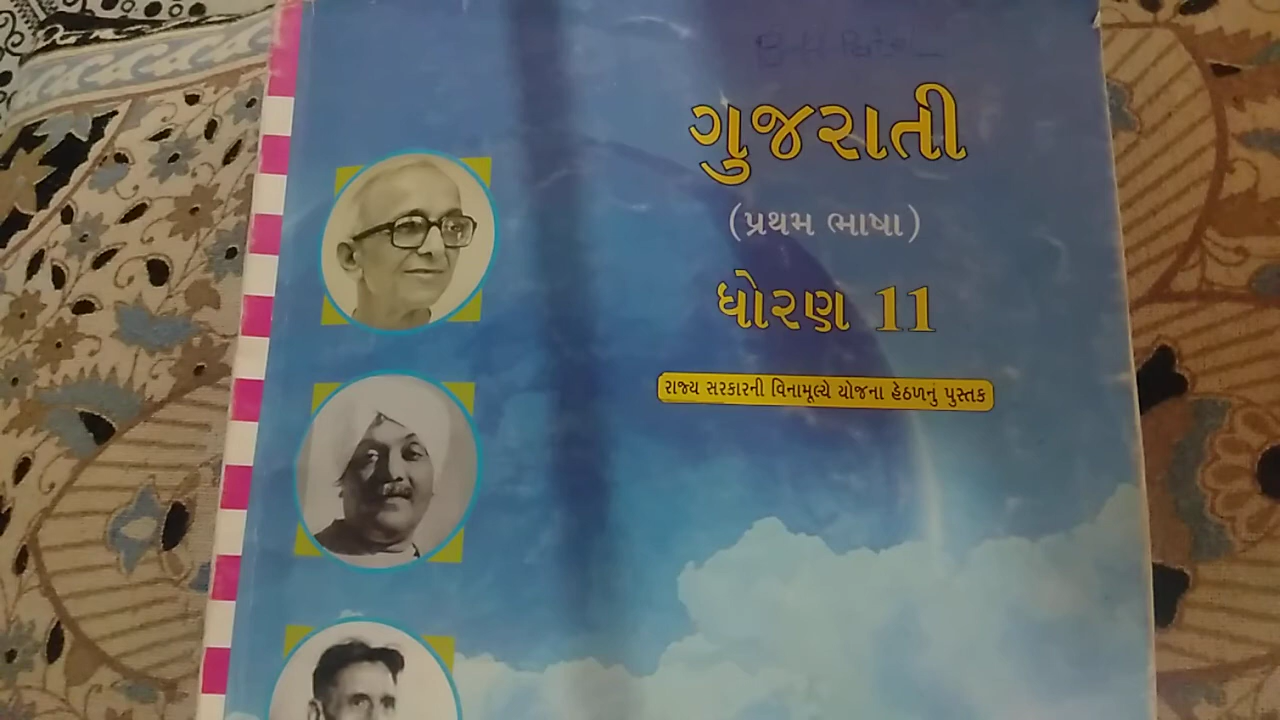 ગુજરાતી
(પ્રથમ ભાષા)
ધોરણ 11
રાજ્ય સરકારની વિનામૂલ્યે યોજના હેઠળનું પુસ્તક